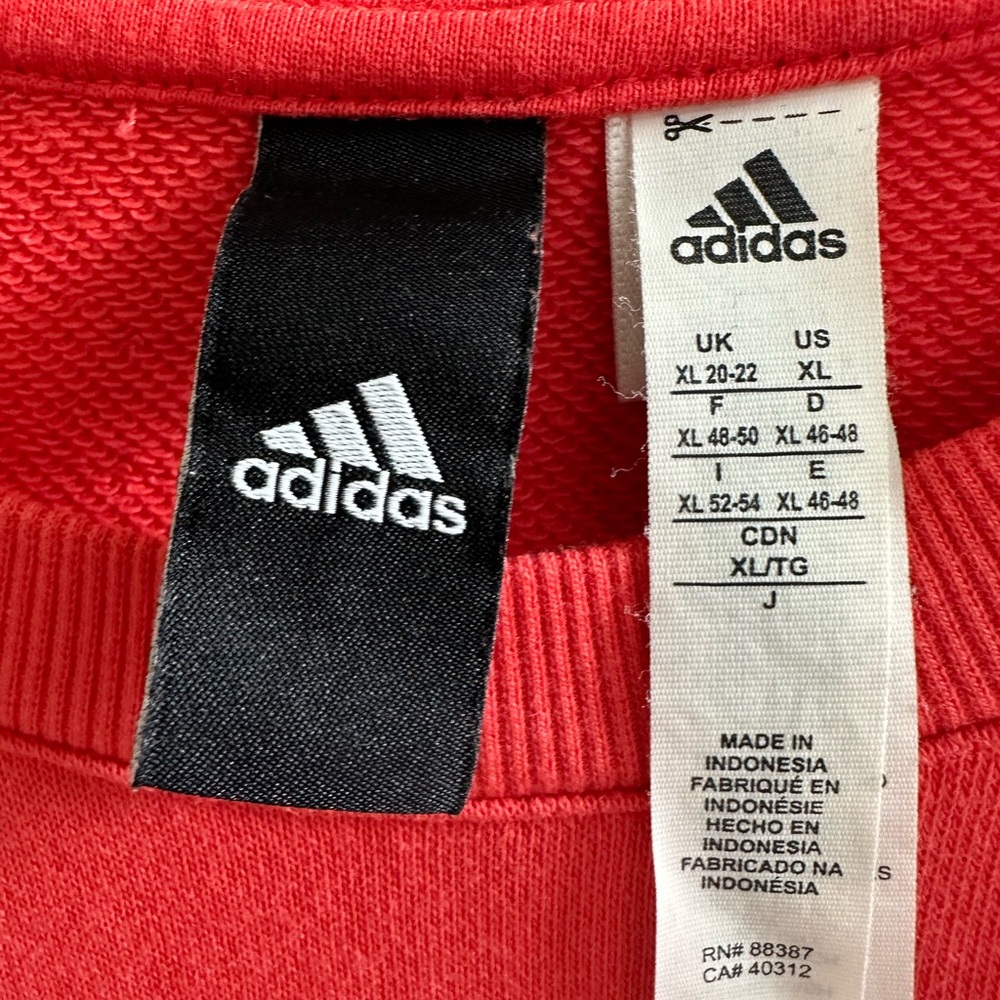 adidas
adidas
UK US
XL 20-22 XL
F D
XL 48-50 XL 46-48
I E
XL 52-54 XL 46-48
CDN
XL/TG
J
MADE IN
INDONESIA
FABRIQUÉ EN
INDONÉSIE
HECHO EN
INDONESIA
FABRICADO NA
INDONÉSIA
S
RN# 88387
CA# 40312